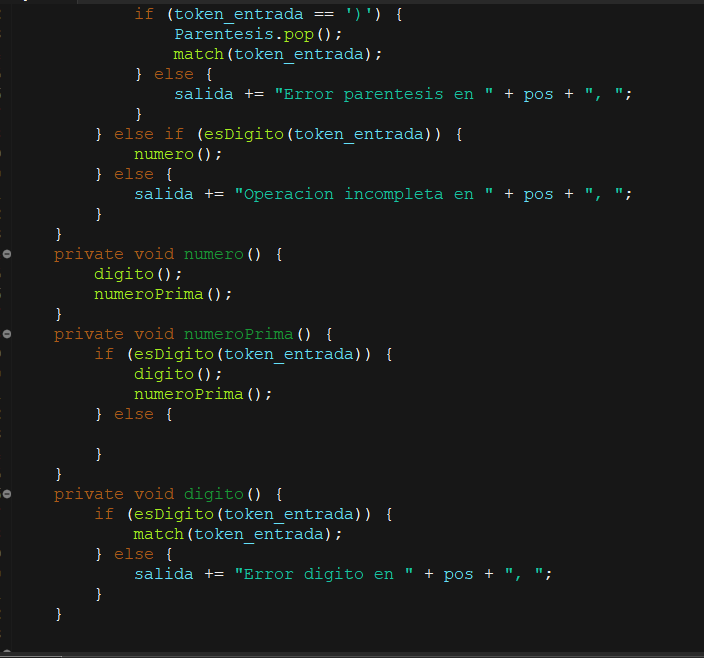 if (token_entrada == ')') {
                Parentesis.pop();
                match(token_entrada);
            } else {
                salida += "Error parentesis en " + pos + ", ";
            }
        } else if (esDigito(token_entrada)) {
            numero();
        } else {
            salida += "Operacion incompleta en " + pos + ", ";
        }
    }
    private void numero() {
        digito();
        numeroPrima();
    }
    private void numeroPrima() {
        if (esDigito(token_entrada)) {
            digito();
            numeroPrima();
        } else {

        }
    }
    private void digito() {
        if (esDigito(token_entrada)) {
            match(token_entrada);
        } else {
            salida += "Error digito en " + pos + ", ";
        }
    }